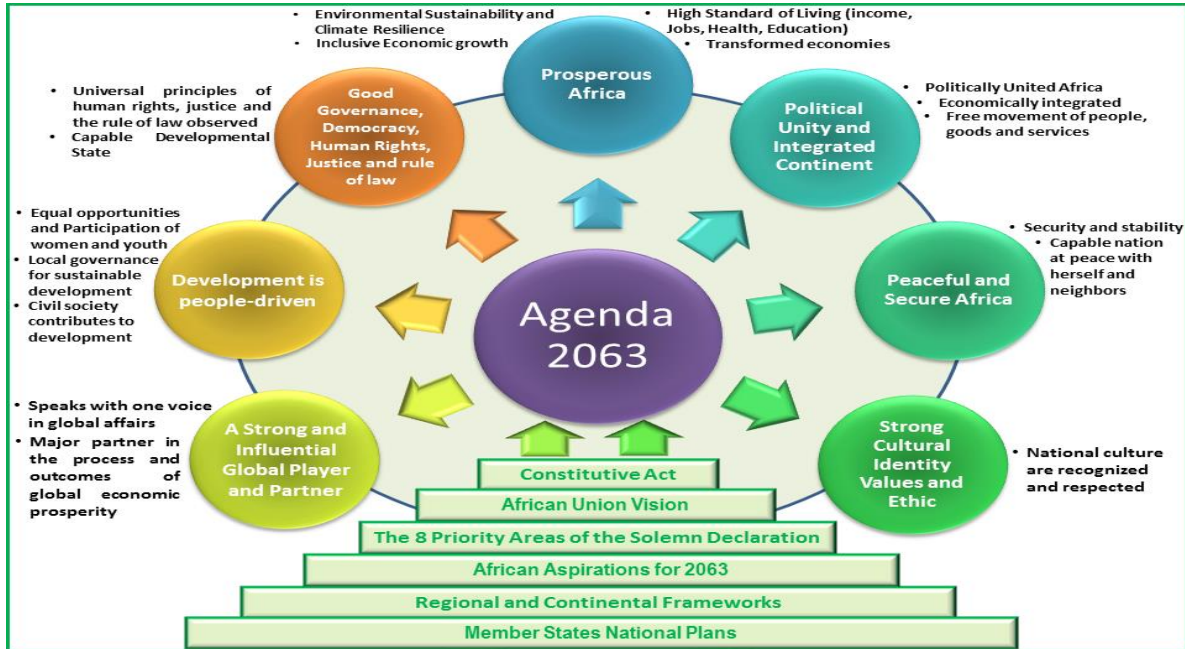 • Environmental Sustainability and
Climate Resilience
• Inclusive Economic growth
• High Standard of Living (income,
Jobs, Health, Education)
• Transformed economies
Prosperous
Africa
• Universal principles of
human rights, justice and
the rule of law observed
• Capable Developmental
State
Good
Governance,
Democracy,
Human Rights,
Justice and rule
of law
Political
Unity and
Integrated
Continent
• Politically United Africa
• Economically integrated
• Free movement of people,
goods and services
• Equal opportunities
and Participation of
women and youth
• Local governance
for sustainable
development
• Civil society
contributes to
development
Development is
people-driven
Agenda
2063
Peaceful and
Secure Africa
• Security and stability
• Capable nation
at peace with
herself and
neighbors
• Speaks with one voice
in global affairs
• Major partner in
the process and
outcomes of
global economic
prosperity
A Strong and
Influential
Global Player
and Partner
Strong
Cultural
Identity
Values and
Ethic
• National culture
are recognized
and respected
Constitutive Act
African Union Vision
The 8 Priority Areas of the Solemn Declaration
African Aspirations for 2063
Regional and Continental Frameworks
Member States National Plans